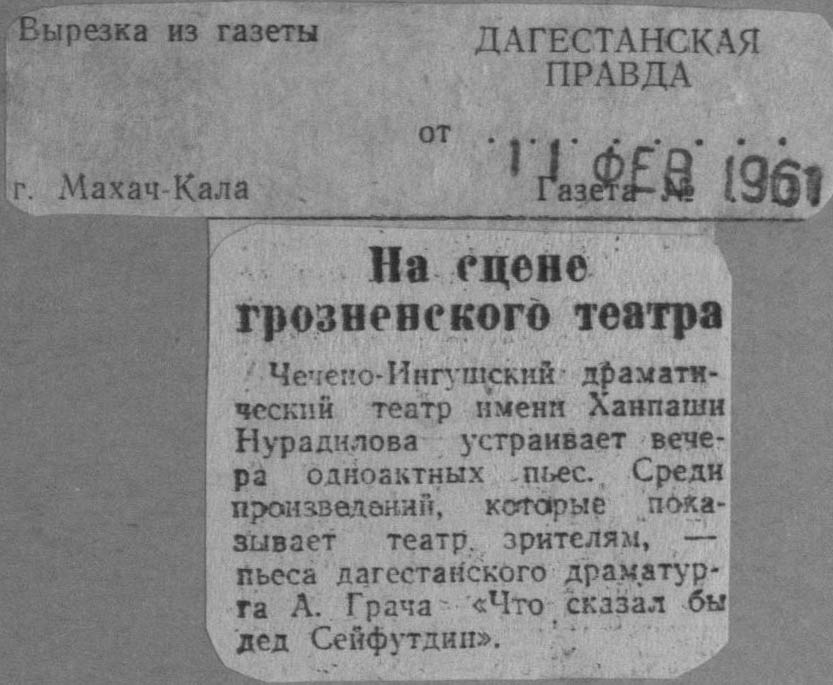 Вырезка из газеты
ДАГЕСТАНСКАЯ
ПРАВДА
от . . . . . . . . .
11 ФЕВ 1961
г. Махач-Кала
Газета №
На сцене
грозненского театра
Чечено-Ингушский драмати-
ческий театр имени Ханпаши
Нурадилова устраивает вече-
ра одноактных пьес. Среди
произведений, которые пока-
зывает театр зрителям, —
пьеса дагестанского драматур-
га А. Грача «Что сказал бы
дед Сейфутдин».